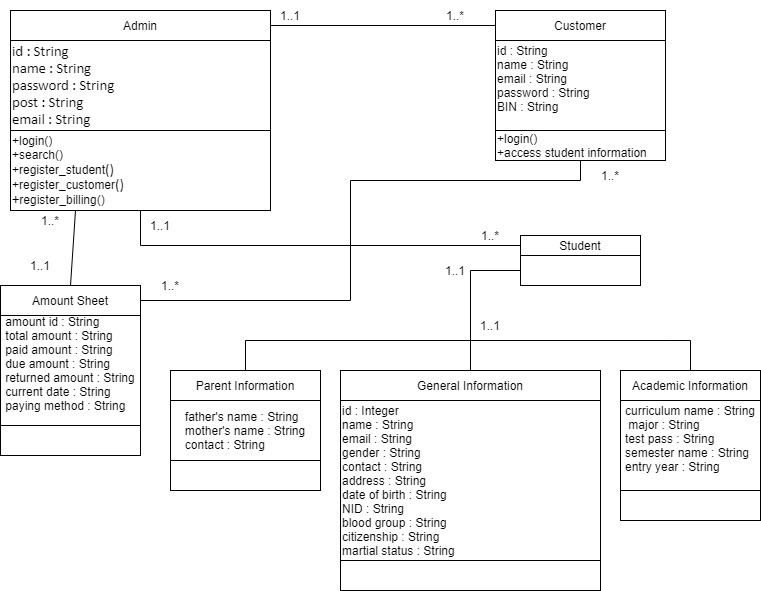 Admin
id : String
name : String
password : String
post : String
email : String
+login()
+search()
+register_student()
+register_customer()
+register_billing()
1..1
1..*
Customer
id : String
name : String
email : String
password : String
BIN : String
+login()
+access student information
1..*
1..*
1..1
1..*
1..1
1..*
Student
1..1
1..1
Amount Sheet
amount id : String
total amount : String
paid amount : String
due amount : String
returned amount : String
current date : String
paying method : String
Parent Information
father's name : String
mother's name : String
contact : String
General Information
id : Integer
name : String
email : String
gender : String
contact : String
address : String
date of birth : String
NID : String
blood group : String
citizenship : String
martial status : String
Academic Information
curriculum name : String
major : String
test pass : String
semester name : String
entry year : String